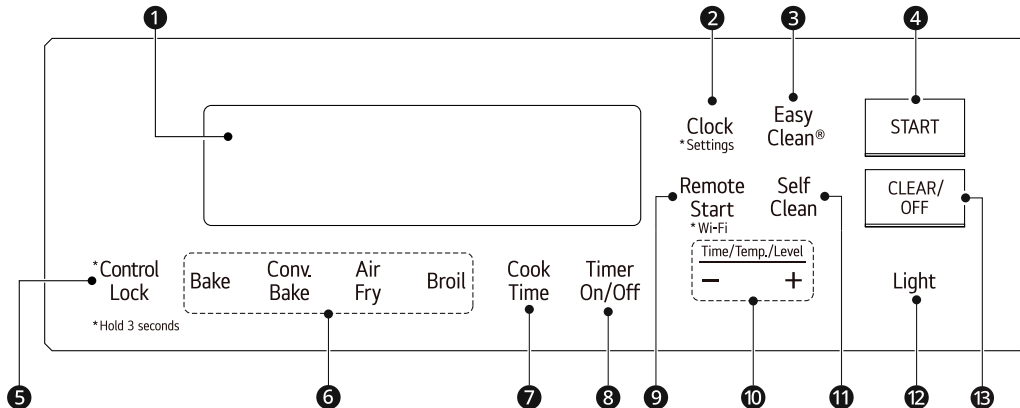 1
2
3
4
Clock
*Settings
Easy
Clean®
START
Remote
Start
*Wi-Fi
Self
Clean
CLEAR/
OFF
9
11
13
Time/Temp./Level
− +
*Control
Lock
*Hold 3 seconds
Bake
Conv.
Bake
Air
Fry
Broil
Cook
Time
Timer
On/Off
Light
5
6
7
8
10
12